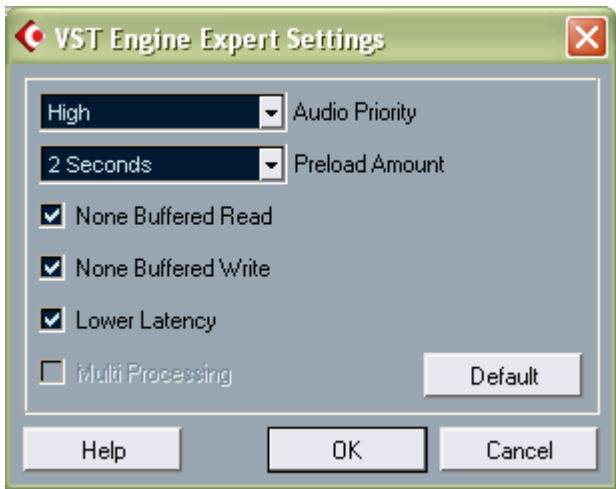 VST Engine Expert Settings
High Audio Priority
2 Seconds Preload Amount
None Buffered Read
None Buffered Write
Lower Latency
Multi Processing
Default
Help OK Cancel